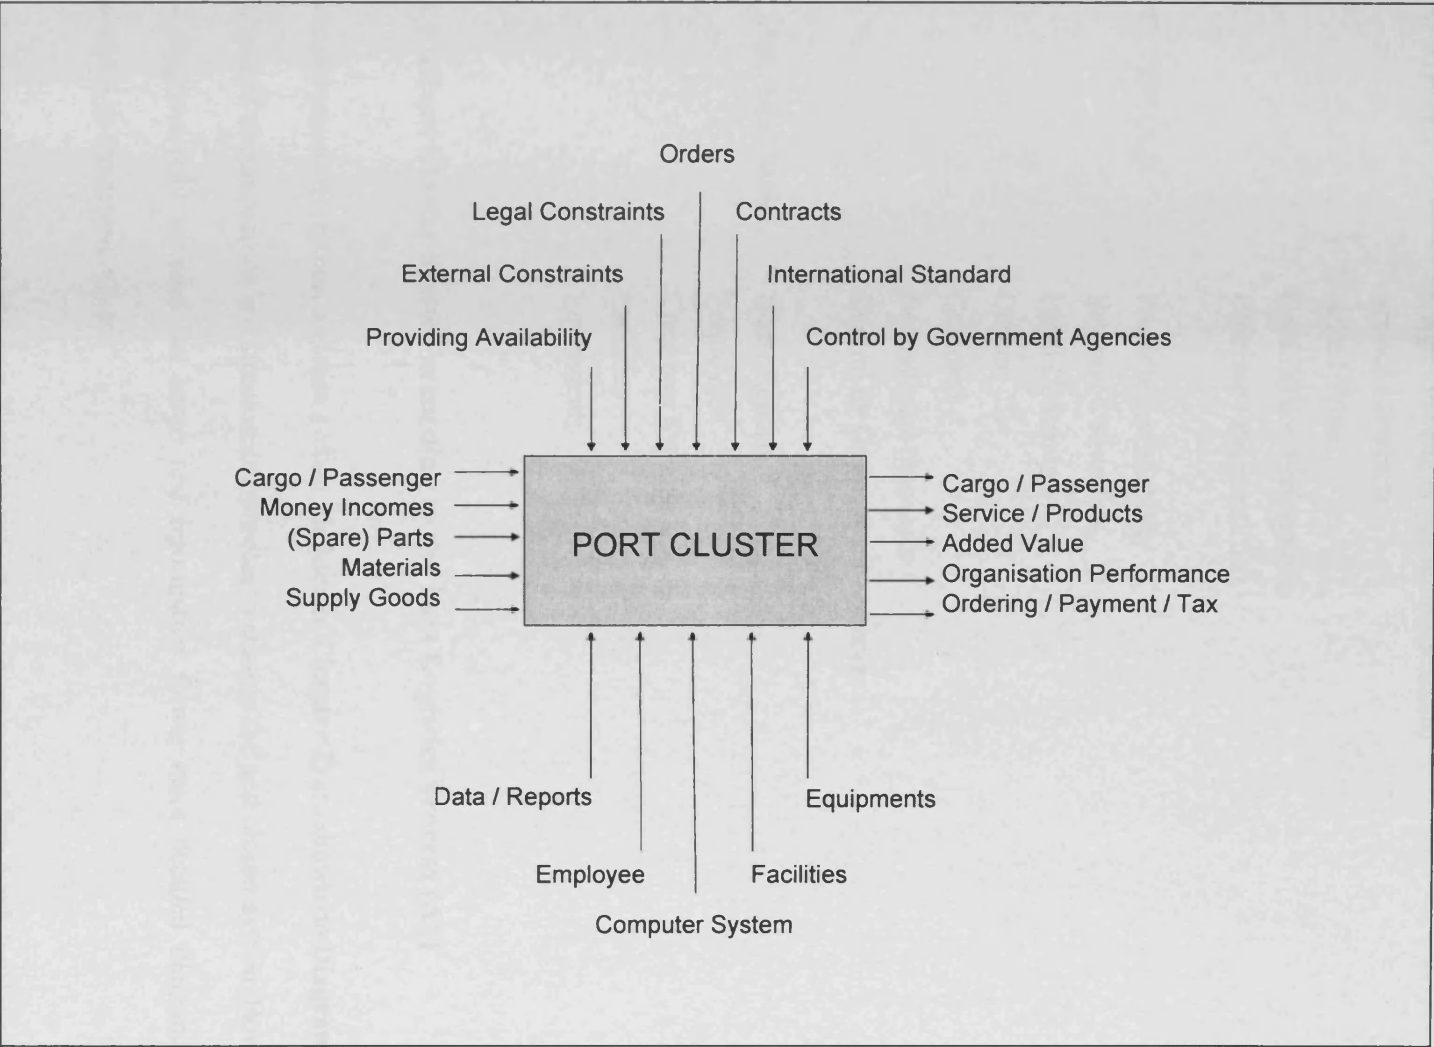 Orders
Legal Constraints
Contracts
External Constraints
International Standard
Providing Availability
Control by Government Agencies
Cargo / Passenger
Money Incomes
(Spare) Parts
Materials
Supply Goods
PORT CLUSTER
Cargo / Passenger
Service / Products
Added Value
Organisation Performance
Ordering / Payment / Tax
Data / Reports
Equipments
Employee
Facilities
Computer System